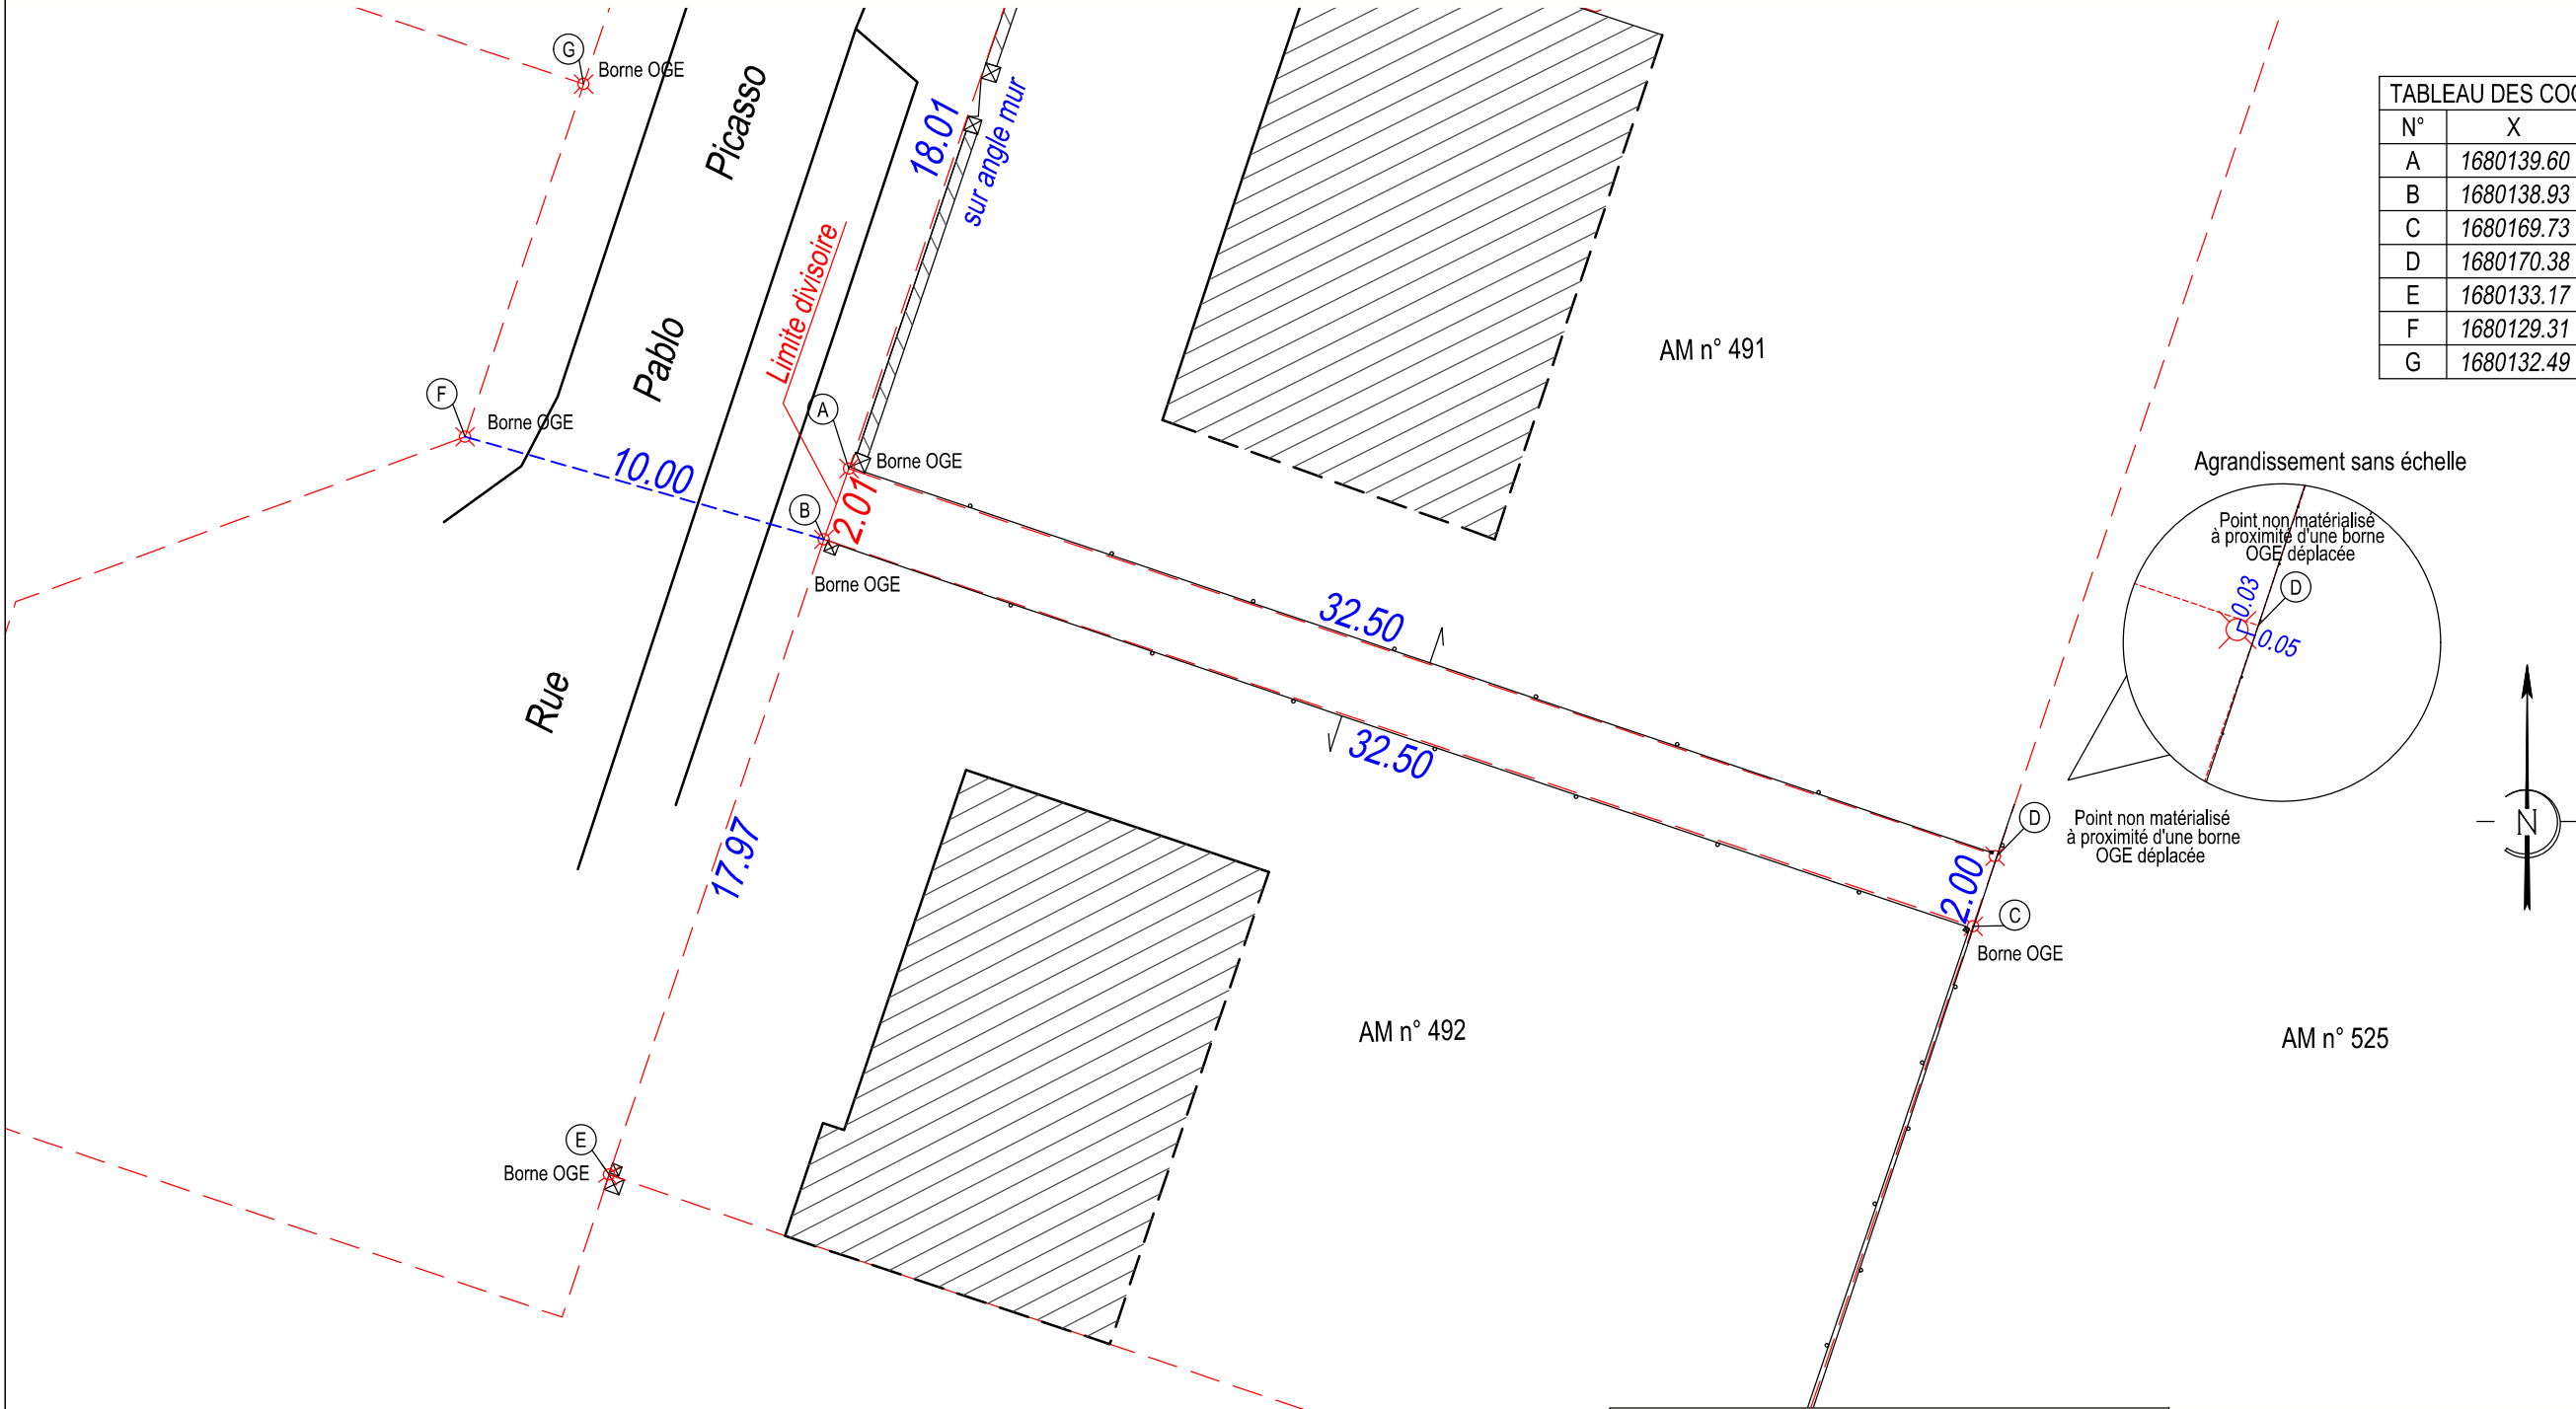 G
Borne OGE
Picasso
18.01
sur angle mur
TABLEAU DES COO
N° X
A 1680139.60
B 1680138.93
C 1680169.73
D 1680170.38
E 1680133.17
F 1680129.31
G 1680132.49
Limite divisoire
Pablo
AM n° 491
F
Borne OGE
A
Borne OGE
10.00
B
2.01
Borne OGE
Agrandissement sans échelle
Point non matérialisé
à proximité d'une borne
OGE déplacée
D
0.03
0.05
32.50
32.50
Rue
N
D
Point non matérialisé
à proximité d'une borne
OGE déplacée
2.00
C
Borne OGE
17.97
AM n° 492
AM n° 525
E
Borne OGE